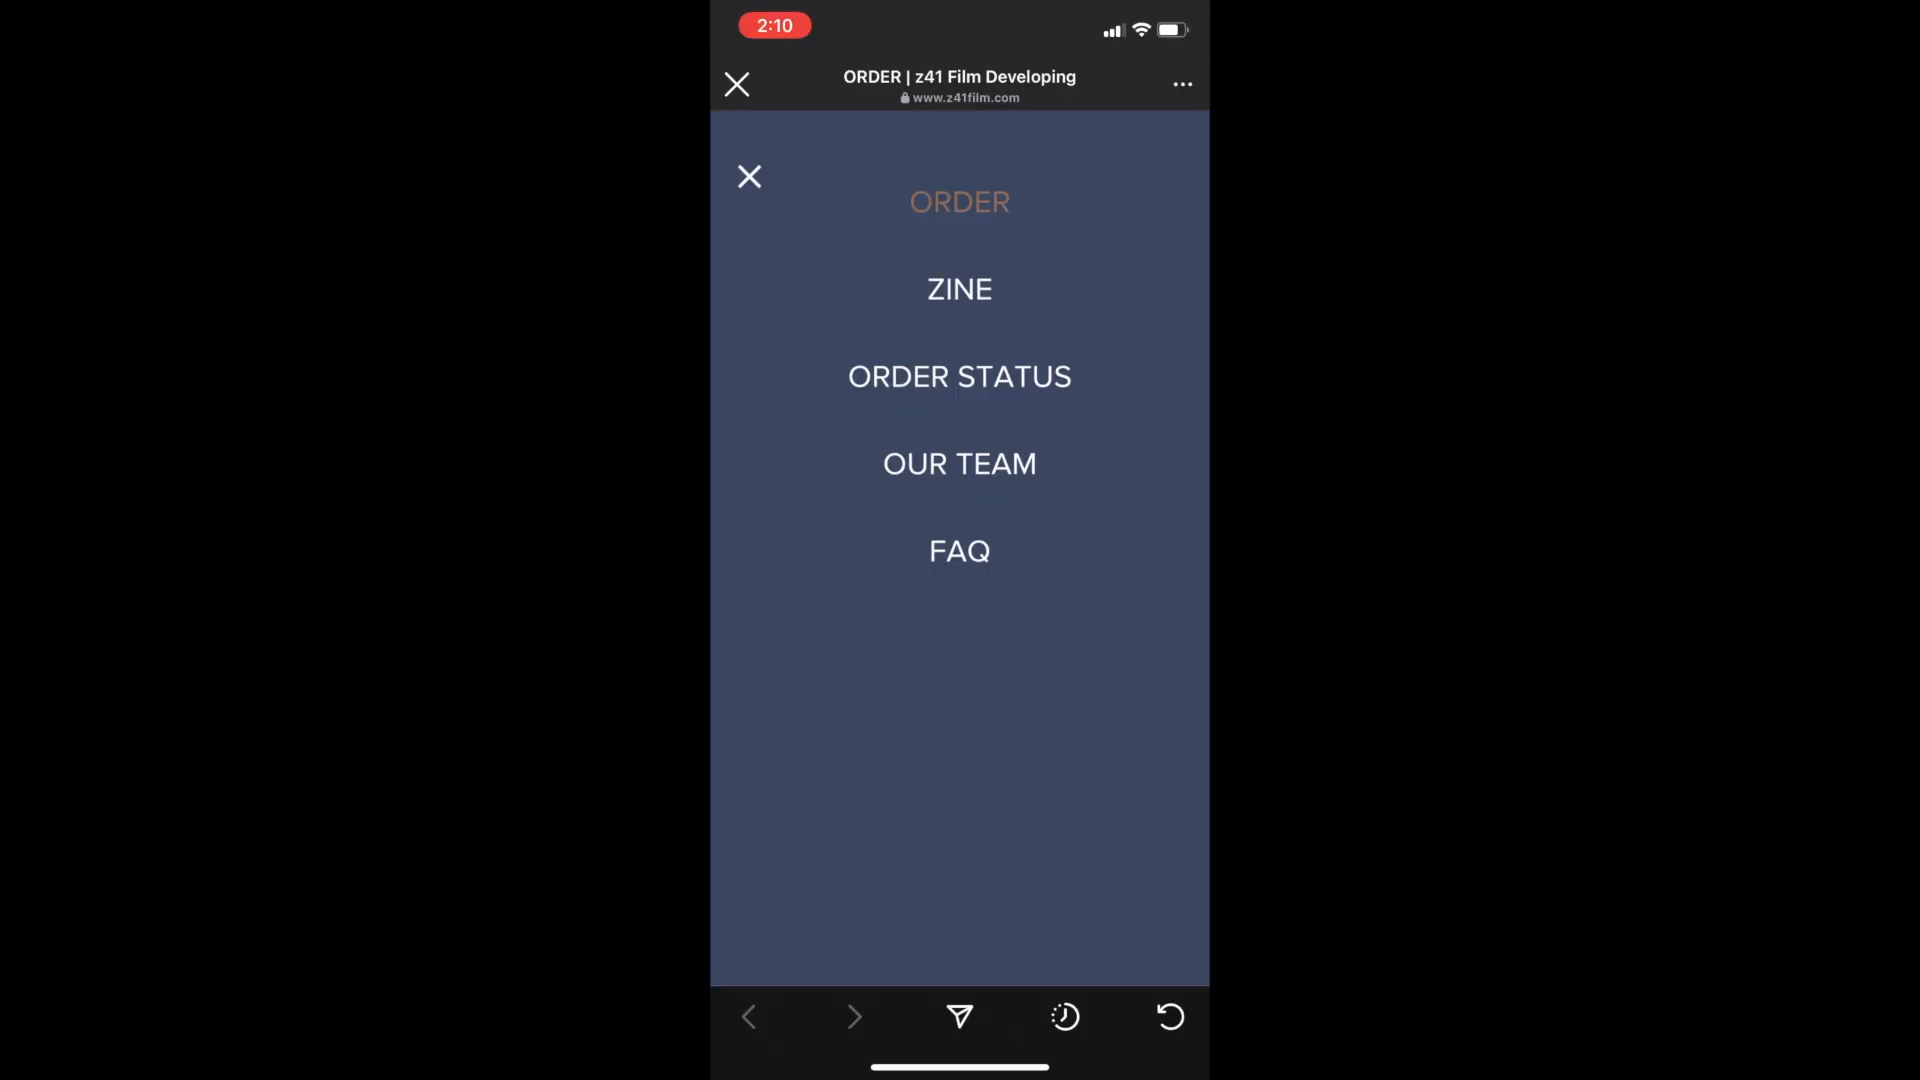 2:10
ORDER | z41 Film Developing
www.z41film.com
ORDER
ZINE
ORDER STATUS
OUR TEAM
FAQ